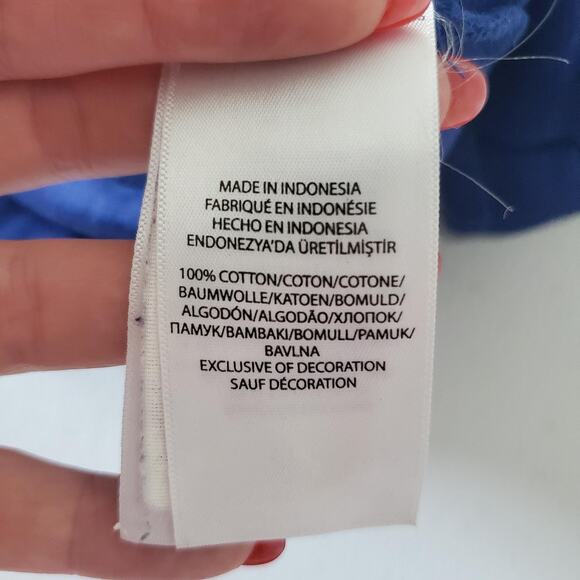 MADE IN INDONESIA
FABRIQUÉ EN INDONÉSIE
HECHO EN INDONESIA
ENDONEZYA'DA ÜRETİLMİŞTİR
100% COTTON/COTON/COTONE/
BAUMWOLLE/KATOEN/BOMULD/
ALGODÓN/ALGODÃO/ХЛОПОК/
ПАМУК/BAMBAKI/BOMULL/PAMUK/
BAVLNA
EXCLUSIVE OF DECORATION
SAUF DÉCORATION